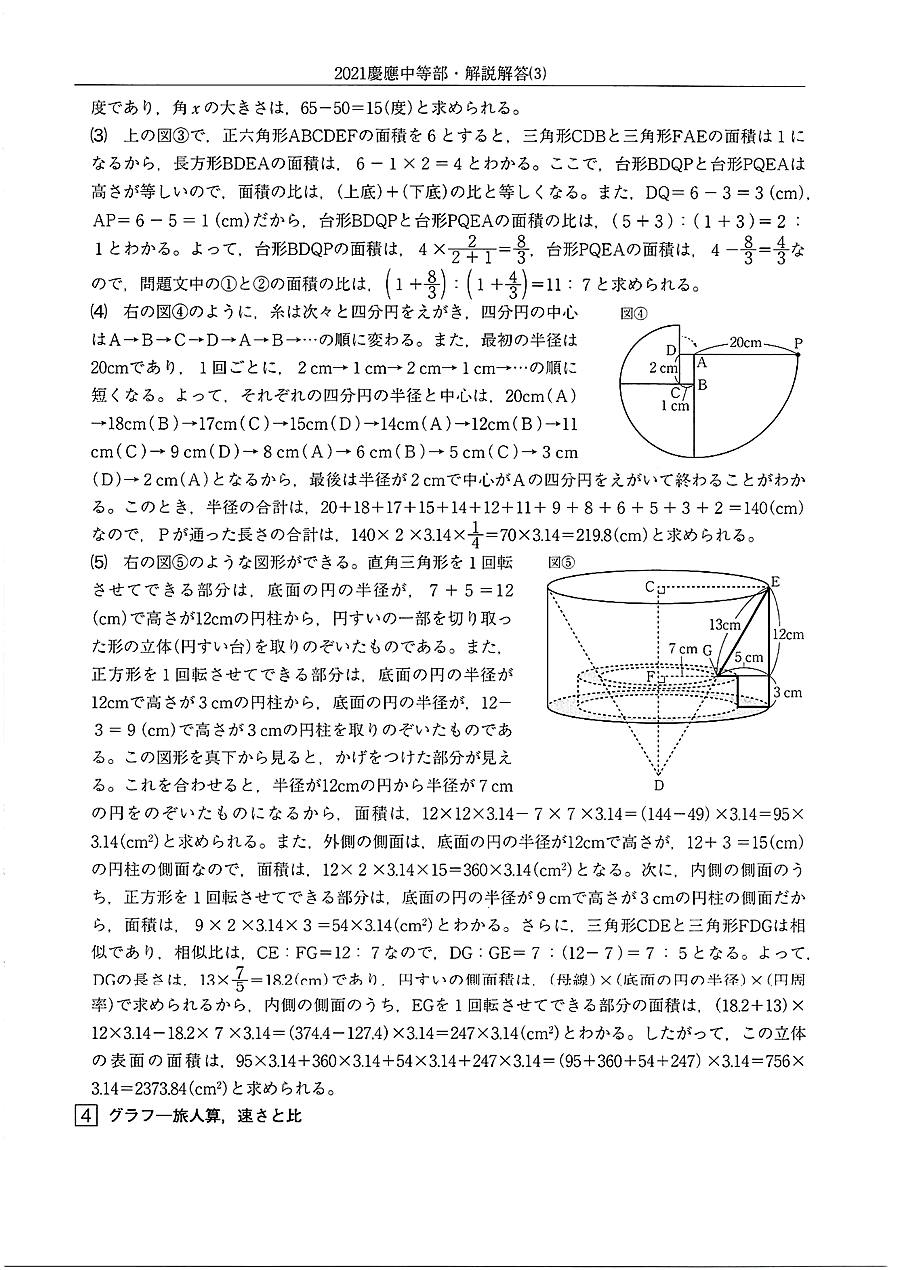 2021慶應中等部・解説解答(3)
度であり，角xの大きさは，65－50＝15(度)と求められる。
(3) 上の図③で，正六角形ABCDEFの面積を6とすると，三角形CDBと三角形FAEの面積は1に
なるから，長方形BDEAの面積は，6－1×2＝4とわかる。ここで，台形BDQPと台形PQEAは
高さが等しいので，面積の比は，(上底)＋(下底)の比と等しくなる。また，DQ＝6－3＝3(cm)，
AP＝6－5＝1(cm)だから，台形BDQPと台形PQEAの面積の比は，(5＋3)：(1＋3)＝2：
1とわかる。よって，台形BDQPの面積は，4×2/(2＋1)＝8/3，台形PQEAの面積は，4－8/3＝4/3な
ので，問題文中の①と②の面積の比は，(1＋8/3)：(1＋4/3)＝11：7と求められる。
(4) 右の図④のように，糸は次々と四分円をえがき，四分円の中心
はA→B→C→D→A→B→…の順に変わる。また，最初の半径は
20cmであり，1回ごとに，2cm→1cm→2cm→1cm→…の順に
短くなる。よって，それぞれの四分円の半径と中心は，20cm(A)
→18cm(B)→17cm(C)→15cm(D)→14cm(A)→12cm(B)→11
cm(C)→9cm(D)→8cm(A)→6cm(B)→5cm(C)→3cm
(D)→2cm(A)となるから，最後は半径が2cmで中心がAの四分円をえがいて終わることがわか
る。このとき，半径の合計は，20＋18＋17＋15＋14＋12＋11＋9＋8＋6＋5＋3＋2＝140(cm)
なので，Pが通った長さの合計は，140×2×3.14×1/4＝70×3.14＝219.8(cm)と求められる。
図④
20cm
P
D
A
2cm
B
C
1cm
(5) 右の図⑤のような図形ができる。直角三角形を1回転
させてできる部分は，底面の円の半径が，7＋5＝12
(cm)で高さが12cmの円柱から，円すいの一部を切り取っ
た形の立体(円すい台)を取りのぞいたものである。また，
正方形を1回転させてできる部分は，底面の円の半径が
12cmで高さが3cmの円柱から，底面の円の半径が，12－
3＝9(cm)で高さが3cmの円柱を取りのぞいたものであ
る。この図形を真下から見ると，かげをつけた部分が見え
る。これを合わせると，半径が12cmの円から半径が7cm
の円をのぞいたものになるから，面積は，12×12×3.14－7×7×3.14＝(144－49)×3.14＝95×
3.14(cm²)と求められる。また，外側の側面は，底面の円の半径が12cmで高さが，12＋3＝15(cm)
の円柱の側面なので，面積は，12×2×3.14×15＝360×3.14(cm²)となる。次に，内側の側面のう
ち，正方形を1回転させてできる部分は，底面の円の半径が9cmで高さが3cmの円柱の側面だか
ら，面積は，9×2×3.14×3＝54×3.14(cm²)とわかる。さらに，三角形CDEと三角形FDGは相
似であり，相似比は，CE：FG＝12：7なので，DG：GE＝7：(12－7)＝7：5となる。よって，
DGの長さは，13×7/5＝18.2(cm)であり，円すいの側面積は，(母線)×(底面の円の半径)×(円周
率)で求められるから，内側の側面のうち，EGを1回転させてできる部分の面積は，(18.2＋13)×
12×3.14－18.2×7×3.14＝(374.4－127.4)×3.14＝247×3.14(cm²)とわかる。したがって，この立体
の表面の面積は，95×3.14＋360×3.14＋54×3.14＋247×3.14＝(95＋360＋54＋247)×3.14＝756×
3.14＝2373.84(cm²)と求められる。
図⑤
C
E
13cm
12cm
7cm
G
5cm
F
3cm
D
4 グラフ―旅人算，速さと比